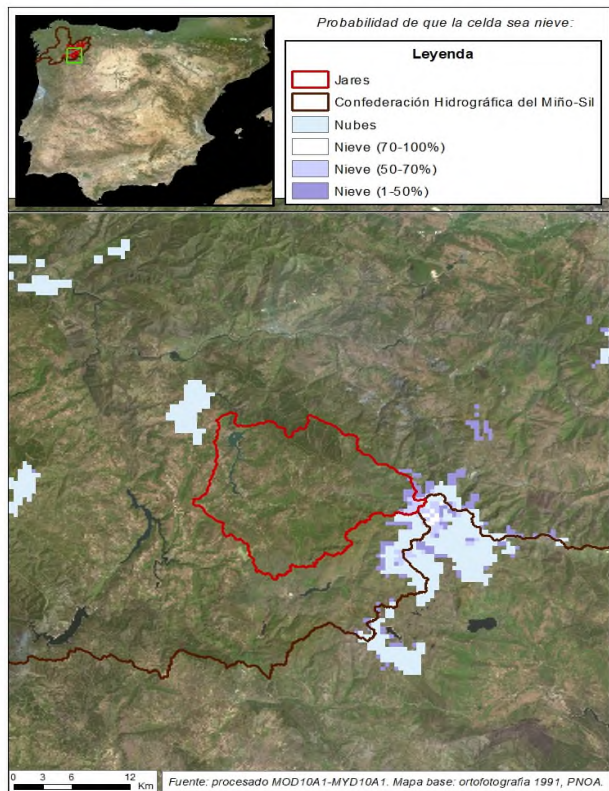 Probabilidad de que la celda sea nieve:
Leyenda
Jares
Confederación Hidrográfica del Miño-Sil
Nubes
Nieve (70-100%)
Nieve (50-70%)
Nieve (1-50%)
0 3 6 12
Km
Fuente: procesado MOD10A1-MYD10A1. Mapa base: ortofotografía 1991, PNOA.